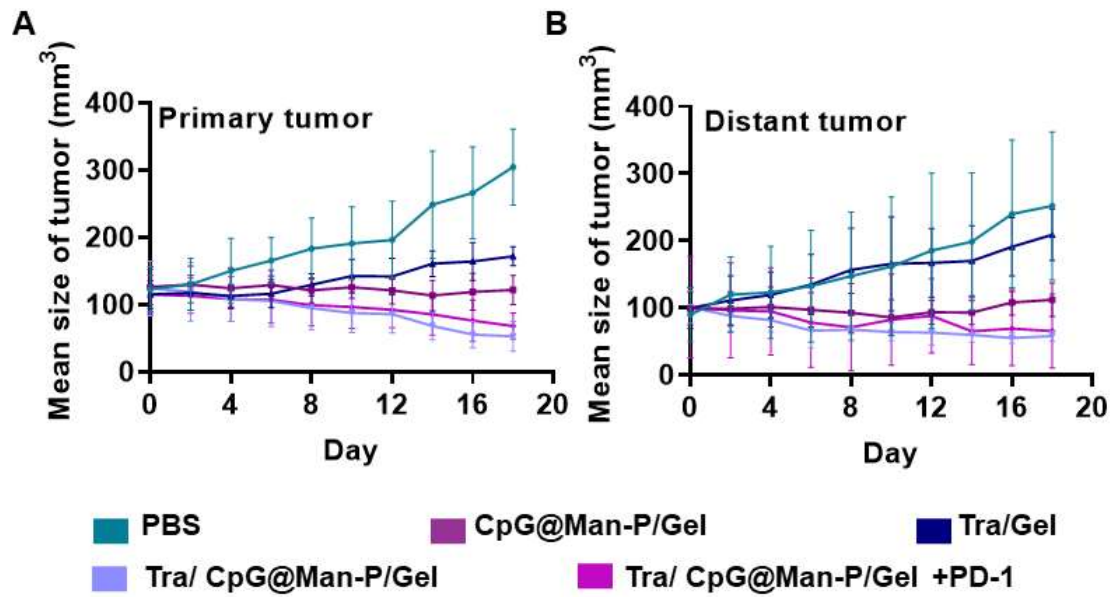 A
B
Mean size of tumor (mm³)
Primary tumor
400
300
200
100
0
0 4 8 12 16 20
Day
Mean size of tumor (mm³)
Distant tumor
400
300
200
100
0
0 4 8 12 16 20
Day
PBS
CpG@Man-P/Gel
Tra/Gel
Tra/ CpG@Man-P/Gel
Tra/ CpG@Man-P/Gel +PD-1